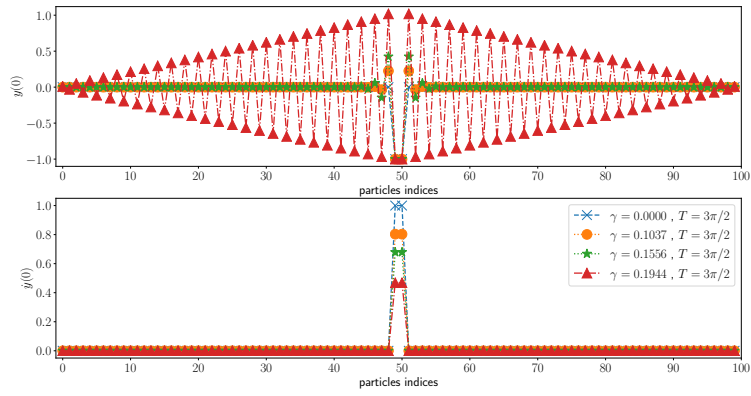 1.0
0.5
0.0
−0.5
−1.0
y(0)
0 10 20 30 40 50 60 70 80 90 100
particles indices
1.0
0.8
0.6
0.4
0.2
0.0
ẏ(0)
γ = 0.0000 , T = 3π/2
γ = 0.1037 , T = 3π/2
γ = 0.1556 , T = 3π/2
γ = 0.1944 , T = 3π/2
0 10 20 30 40 50 60 70 80 90 100
particles indices